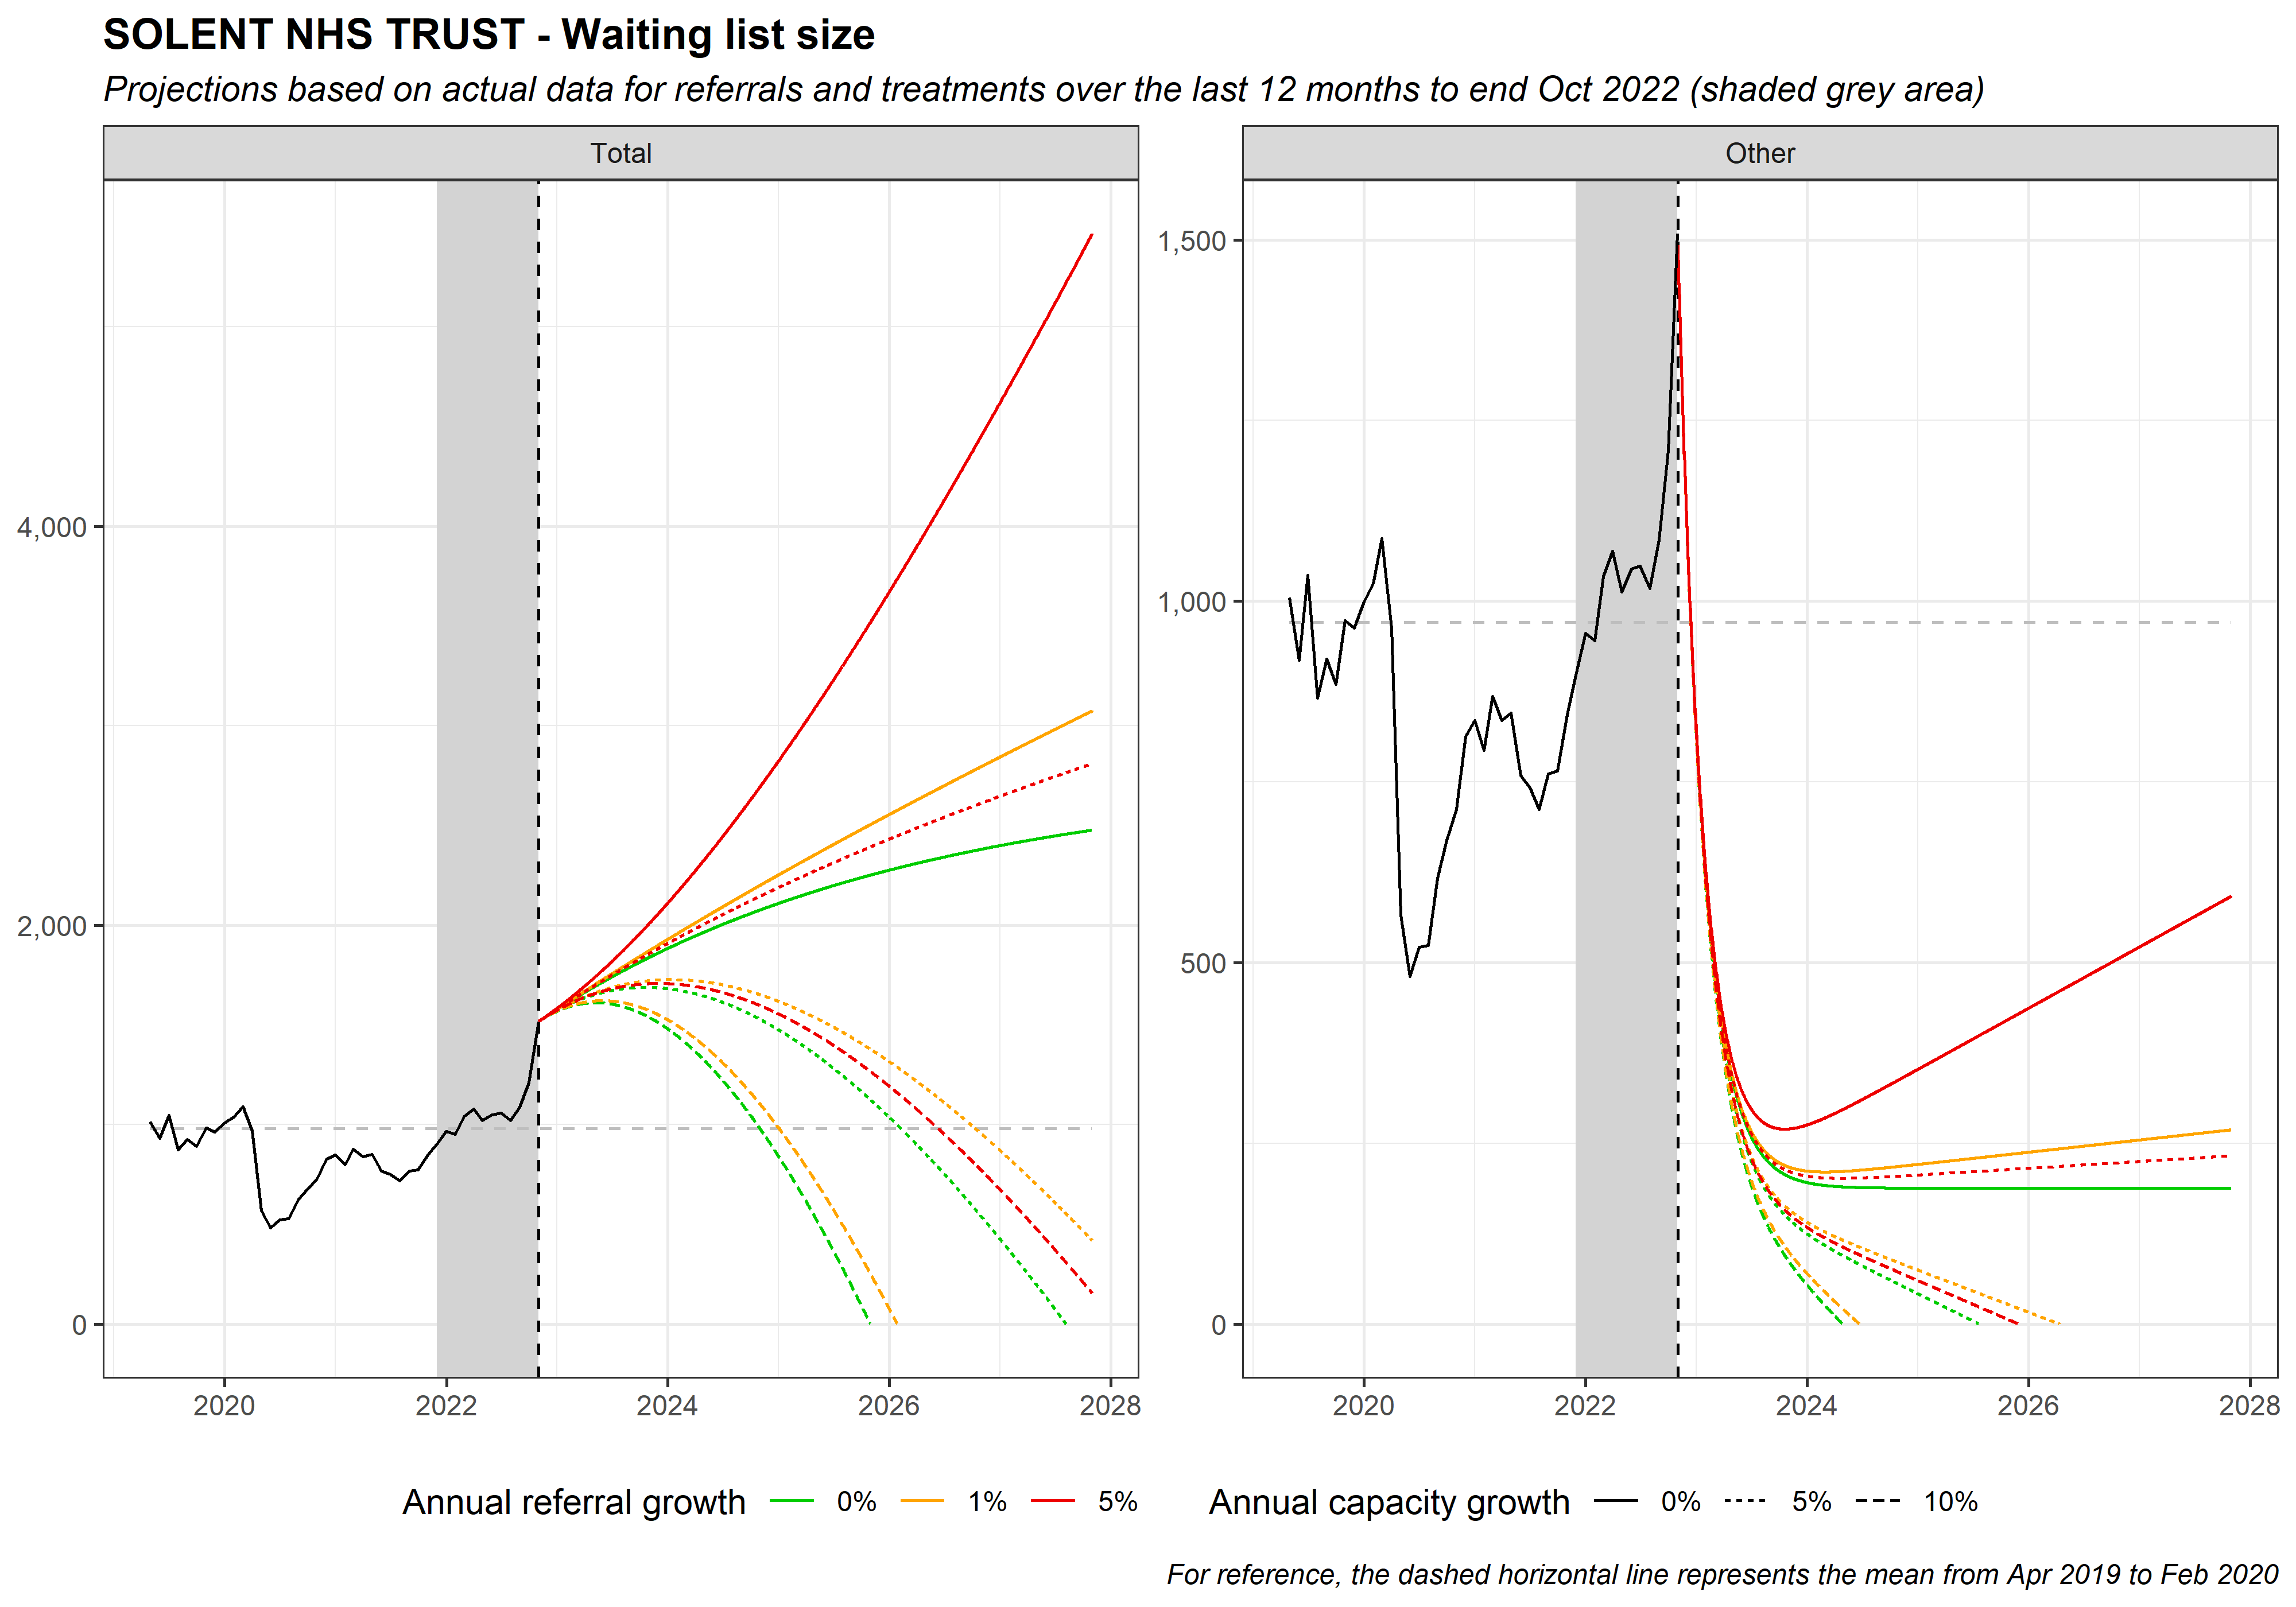 SOLENT NHS TRUST - Waiting list size
Projections based on actual data for referrals and treatments over the last 12 months to end Oct 2022 (shaded grey area)
Total
4,000
2,000
0
2020 2022 2024 2026 2028
Other
1,500
1,000
500
0
2020 2022 2024 2026 2028
Annual referral growth 0% 1% 5%
Annual capacity growth 0% 5% 10%
For reference, the dashed horizontal line represents the mean from Apr 2019 to Feb 2020